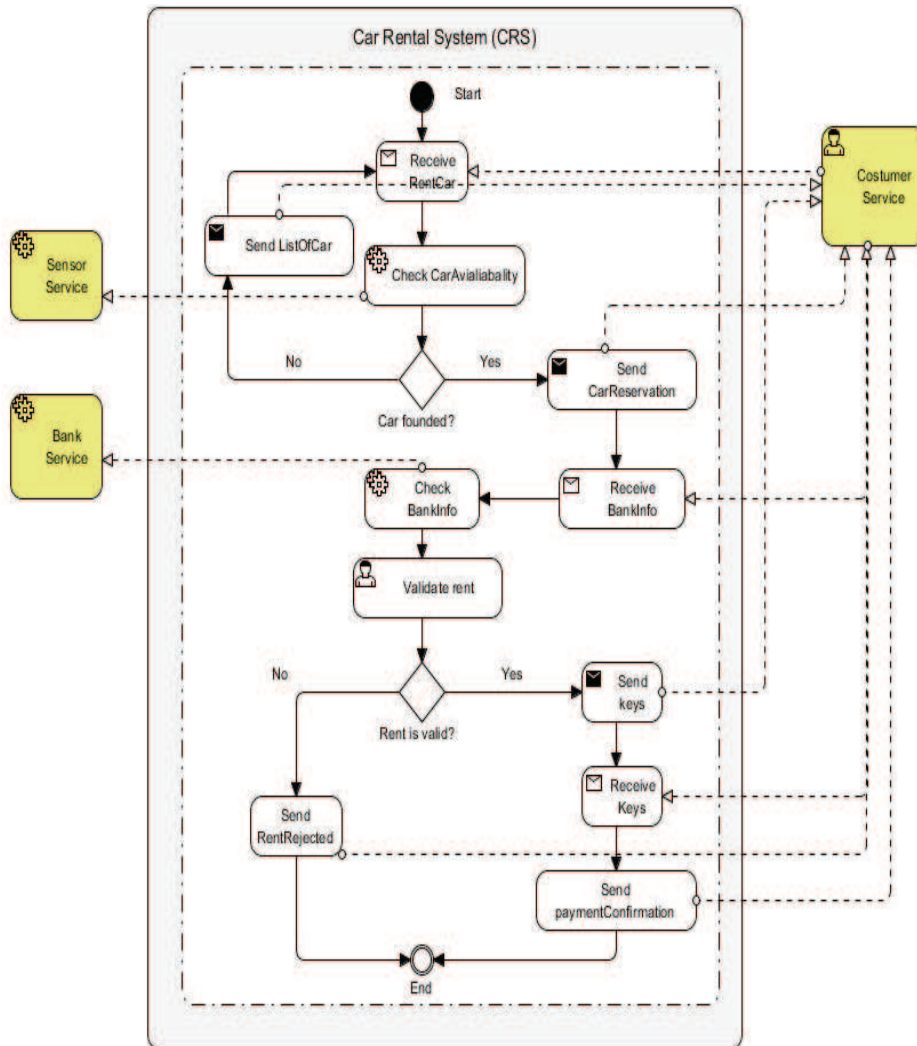 Car Rental System (CRS)
Start
Receive
RentCar
Costumer
Service
Send ListOfCar
Sensor
Service
Check CarAvialiabality
No
Yes
Send
CarReservation
Car founded?
Bank
Service
Check
BankInfo
Receive
BankInfo
Validate rent
No
Yes
Send
keys
Rent is valid?
Receive
Keys
Send
RentRejected
Send
paymentConfirmation
End